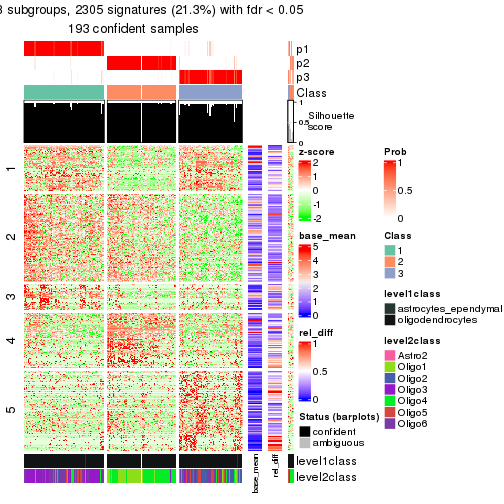 3 subgroups, 2305 signatures (21.3%) with fdr < 0.05
193 confident samples
p1
p2
p3
Class
1
0.5
0
Silhouette
score
1
2
3
4
5
z-score
2
1
0
-1
-2
base_mean
5
4
3
2
1
0
rel_diff
1
0.5
0
Status (barplots)
confident
ambiguous
Prob
1
0.5
0
Class
1
2
3
level1class
astrocytes_ependymal
oligodendrocytes
level2class
Astro2
Oligo1
Oligo2
Oligo3
Oligo4
Oligo5
Oligo6
level1class
level2class
base_mean
rel_diff